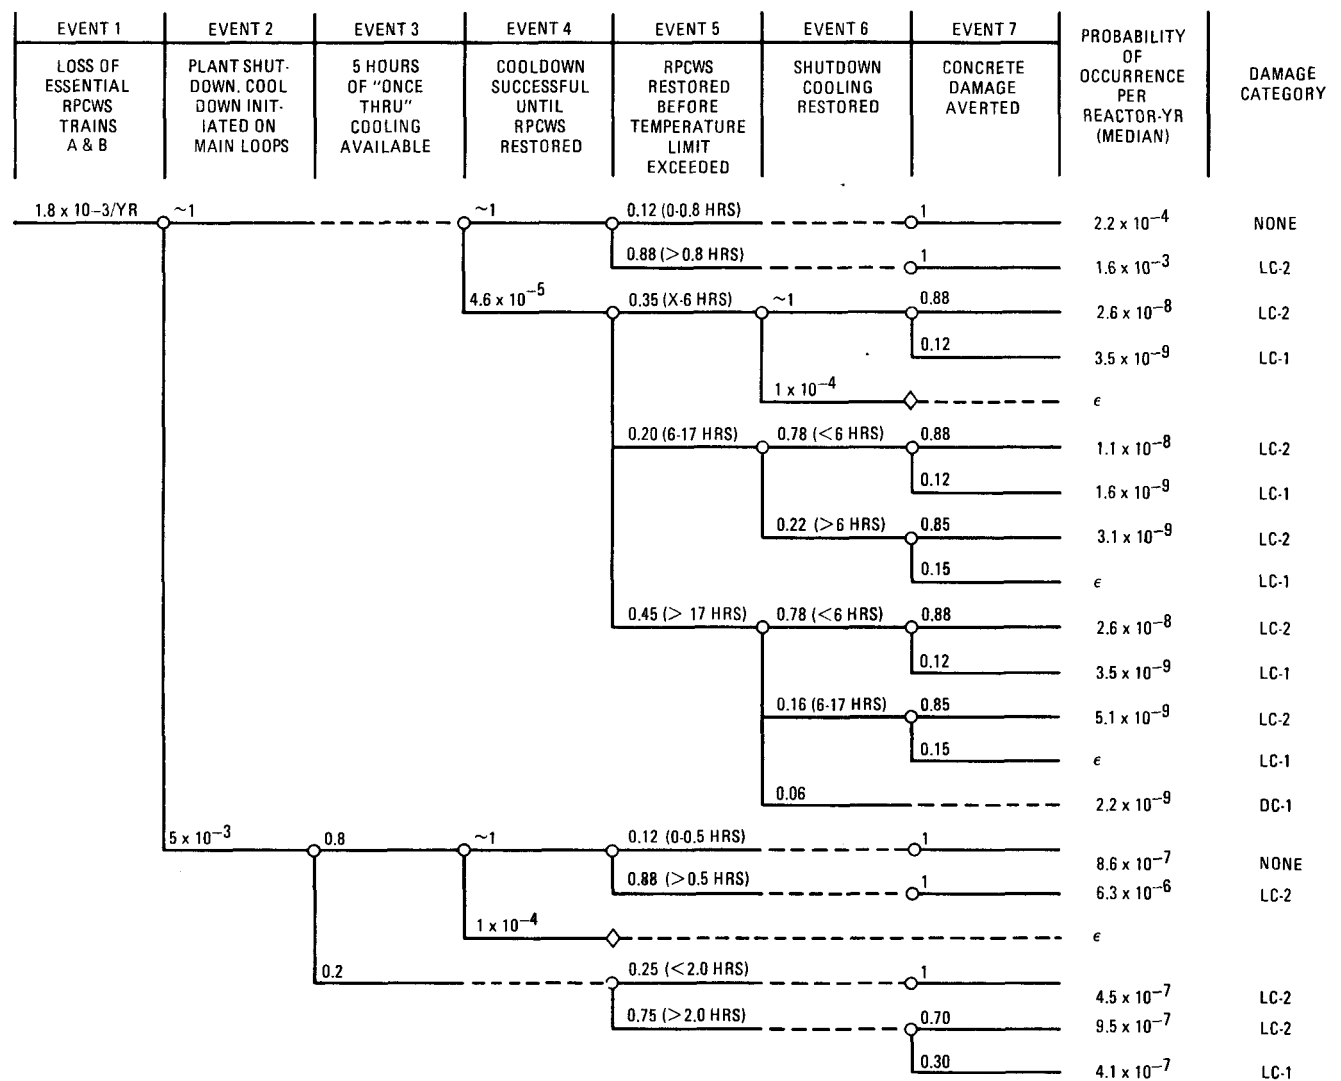 EVENT 1 EVENT 2 EVENT 3 EVENT 4 EVENT 5 EVENT 6 EVENT 7
LOSS OF
ESSENTIAL
RPCWS
TRAINS
A & B
PLANT SHUT-
DOWN. COOL
DOWN INIT-
IATED ON
MAIN LOOPS
5 HOURS
OF "ONCE
THRU"
COOLING
AVAILABLE
COOLDOWN
SUCCESSFUL
UNTIL
RPCWS
RESTORED
RPCWS
RESTORED
BEFORE
TEMPERATURE
LIMIT
EXCEEDED
SHUTDOWN
COOLING
RESTORED
CONCRETE
DAMAGE
AVERTED
PROBABILITY
OF
OCCURRENCE
PER
REACTOR-YR
(MEDIAN)
DAMAGE
CATEGORY
1.8 x 10–3/YR ~1 ~1 0.12 (0-0.8 HRS) 1 2.2 x 10⁻⁴ NONE
0.88 (>0.8 HRS) 1 1.6 x 10⁻³ LC-2
4.6 x 10⁻⁵ 0.35 (X-6 HRS) ~1 0.88 2.6 x 10⁻⁸ LC-2
0.12 3.5 x 10⁻⁹ LC-1
1 x 10⁻⁴ ϵ
0.20 (6-17 HRS) 0.78 (<6 HRS) 0.88 1.1 x 10⁻⁸ LC-2
0.12 1.6 x 10⁻⁹ LC-1
0.22 (>6 HRS) 0.85 3.1 x 10⁻⁹ LC-2
0.15 ϵ LC-1
0.45 (> 17 HRS) 0.78 (<6 HRS) 0.88 2.6 x 10⁻⁸ LC-2
0.12 3.5 x 10⁻⁹ LC-1
0.16 (6-17 HRS) 0.85 5.1 x 10⁻⁹ LC-2
0.15 ϵ LC-1
0.06 2.2 x 10⁻⁹ DC-1
5 x 10⁻³ 0.8 ~1 0.12 (0-0.5 HRS) 1 8.6 x 10⁻⁷ NONE
0.88 (>0.5 HRS) 1 6.3 x 10⁻⁶ LC-2
1 x 10⁻⁴ ϵ
0.2 0.25 (<2.0 HRS) 1 4.5 x 10⁻⁷ LC-2
0.75 (>2.0 HRS) 0.70 9.5 x 10⁻⁷ LC-2
0.30 4.1 x 10⁻⁷ LC-1